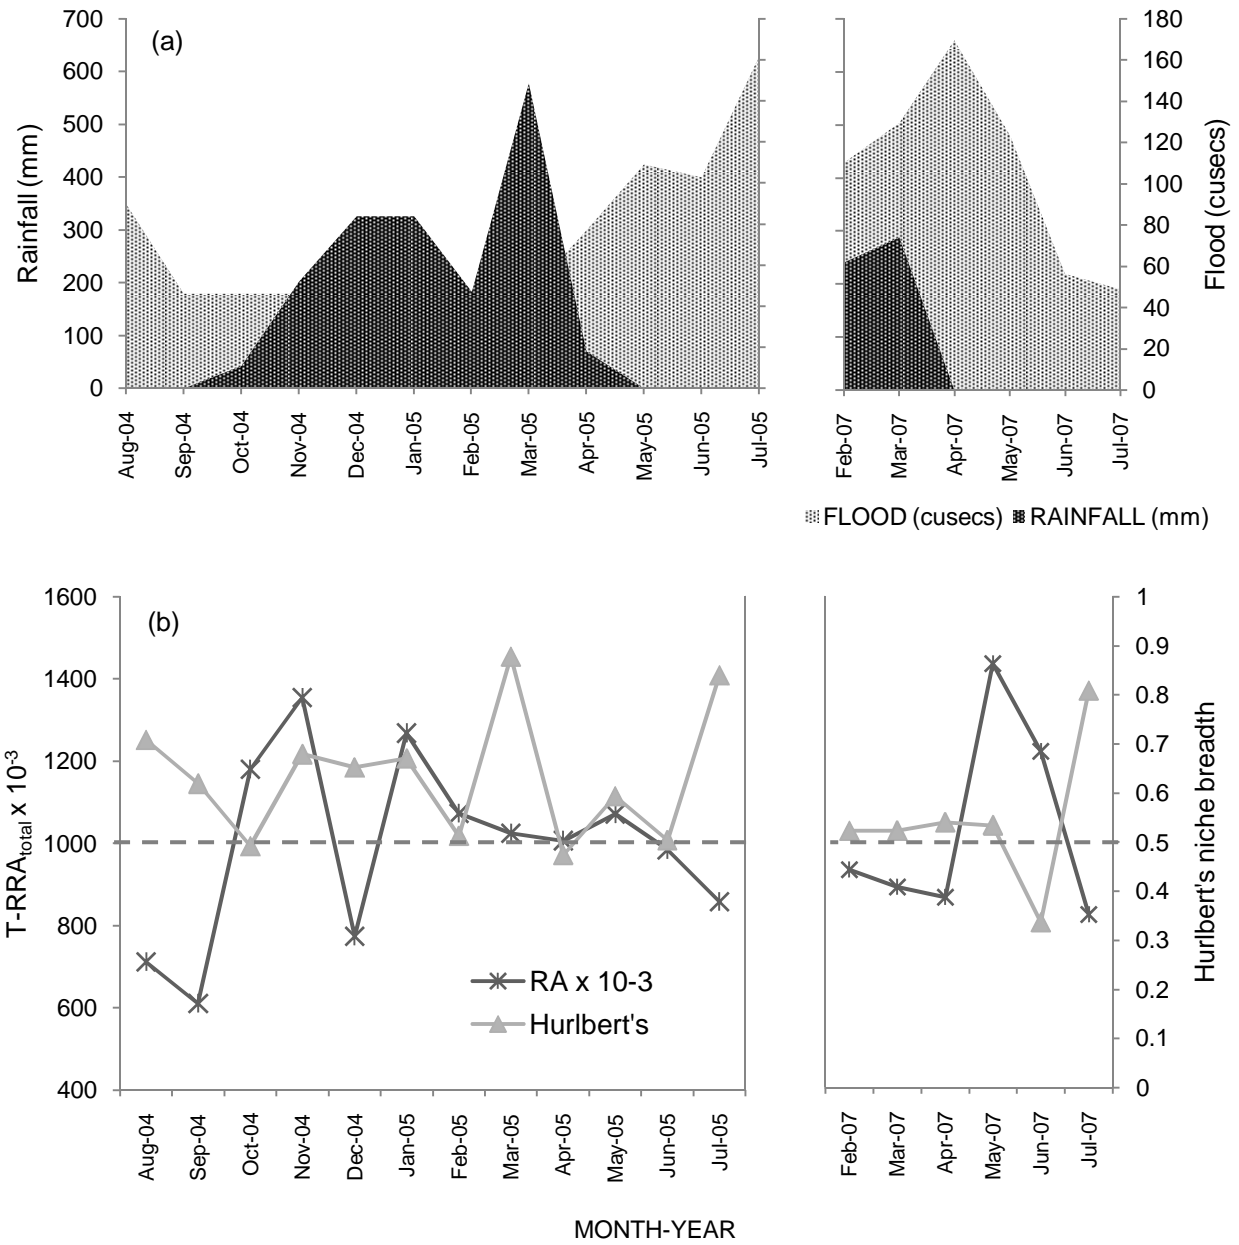 (a)
Rainfall (mm)
700
600
500
400
300
200
100
0
180
160
140
120
100
80
60
40
20
0
Flood (cusecs)
Aug-04
Sep-04
Oct-04
Nov-04
Dec-04
Jan-05
Feb-05
Mar-05
Apr-05
May-05
Jun-05
Jul-05
Feb-07
Mar-07
Apr-07
May-07
Jun-07
Jul-07
FLOOD (cusecs) RAINFALL (mm)
(b)
T-RRAtotal x 10-3
1600
1400
1200
1000
800
600
400
1
0.9
0.8
0.7
0.6
0.5
0.4
0.3
0.2
0.1
0
Hurlbert's niche breadth
RA x 10-3
Hurlbert's
Aug-04
Sep-04
Oct-04
Nov-04
Dec-04
Jan-05
Feb-05
Mar-05
Apr-05
May-05
Jun-05
Jul-05
Feb-07
Mar-07
Apr-07
May-07
Jun-07
Jul-07
MONTH-YEAR